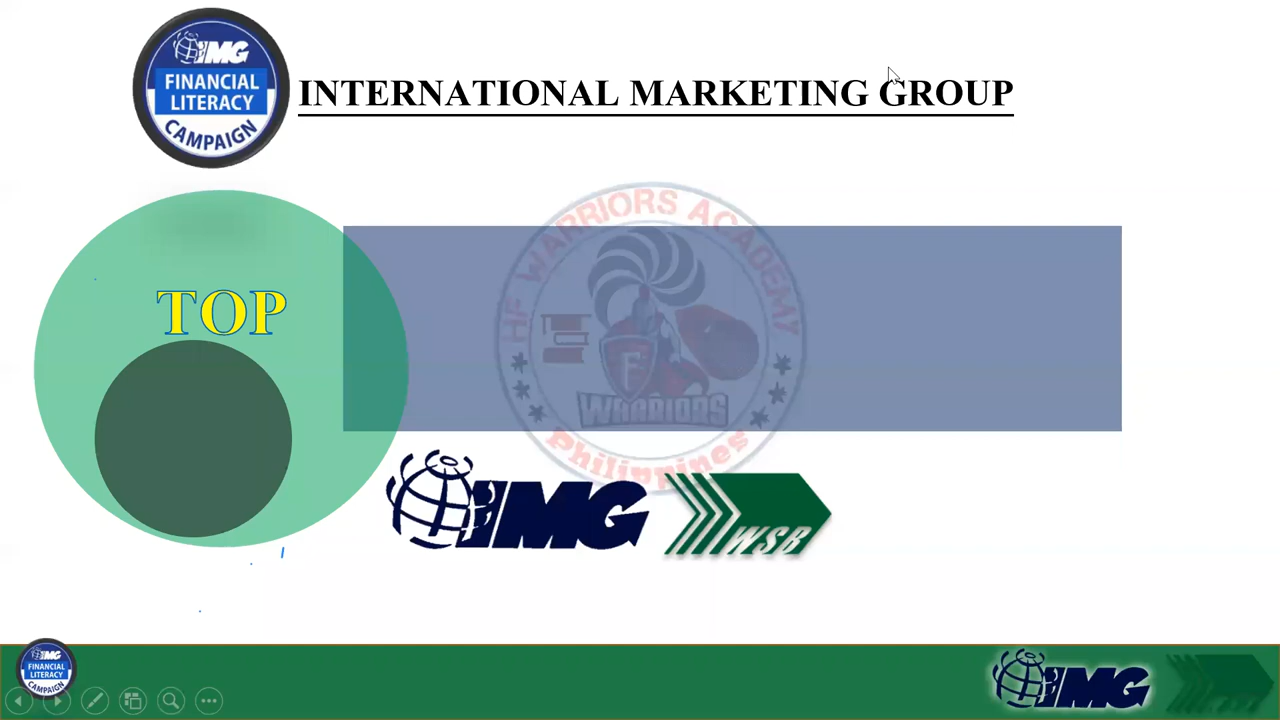 IMG
FINANCIAL
LITERACY
CAMPAIGN
INTERNATIONAL MARKETING GROUP
HF WARRIORS ACADEMY
TOP
F
WARRIORS
Philippines
IMG
WSB
IMG
FINANCIAL
LITERACY
CAMPAIGN
IMG